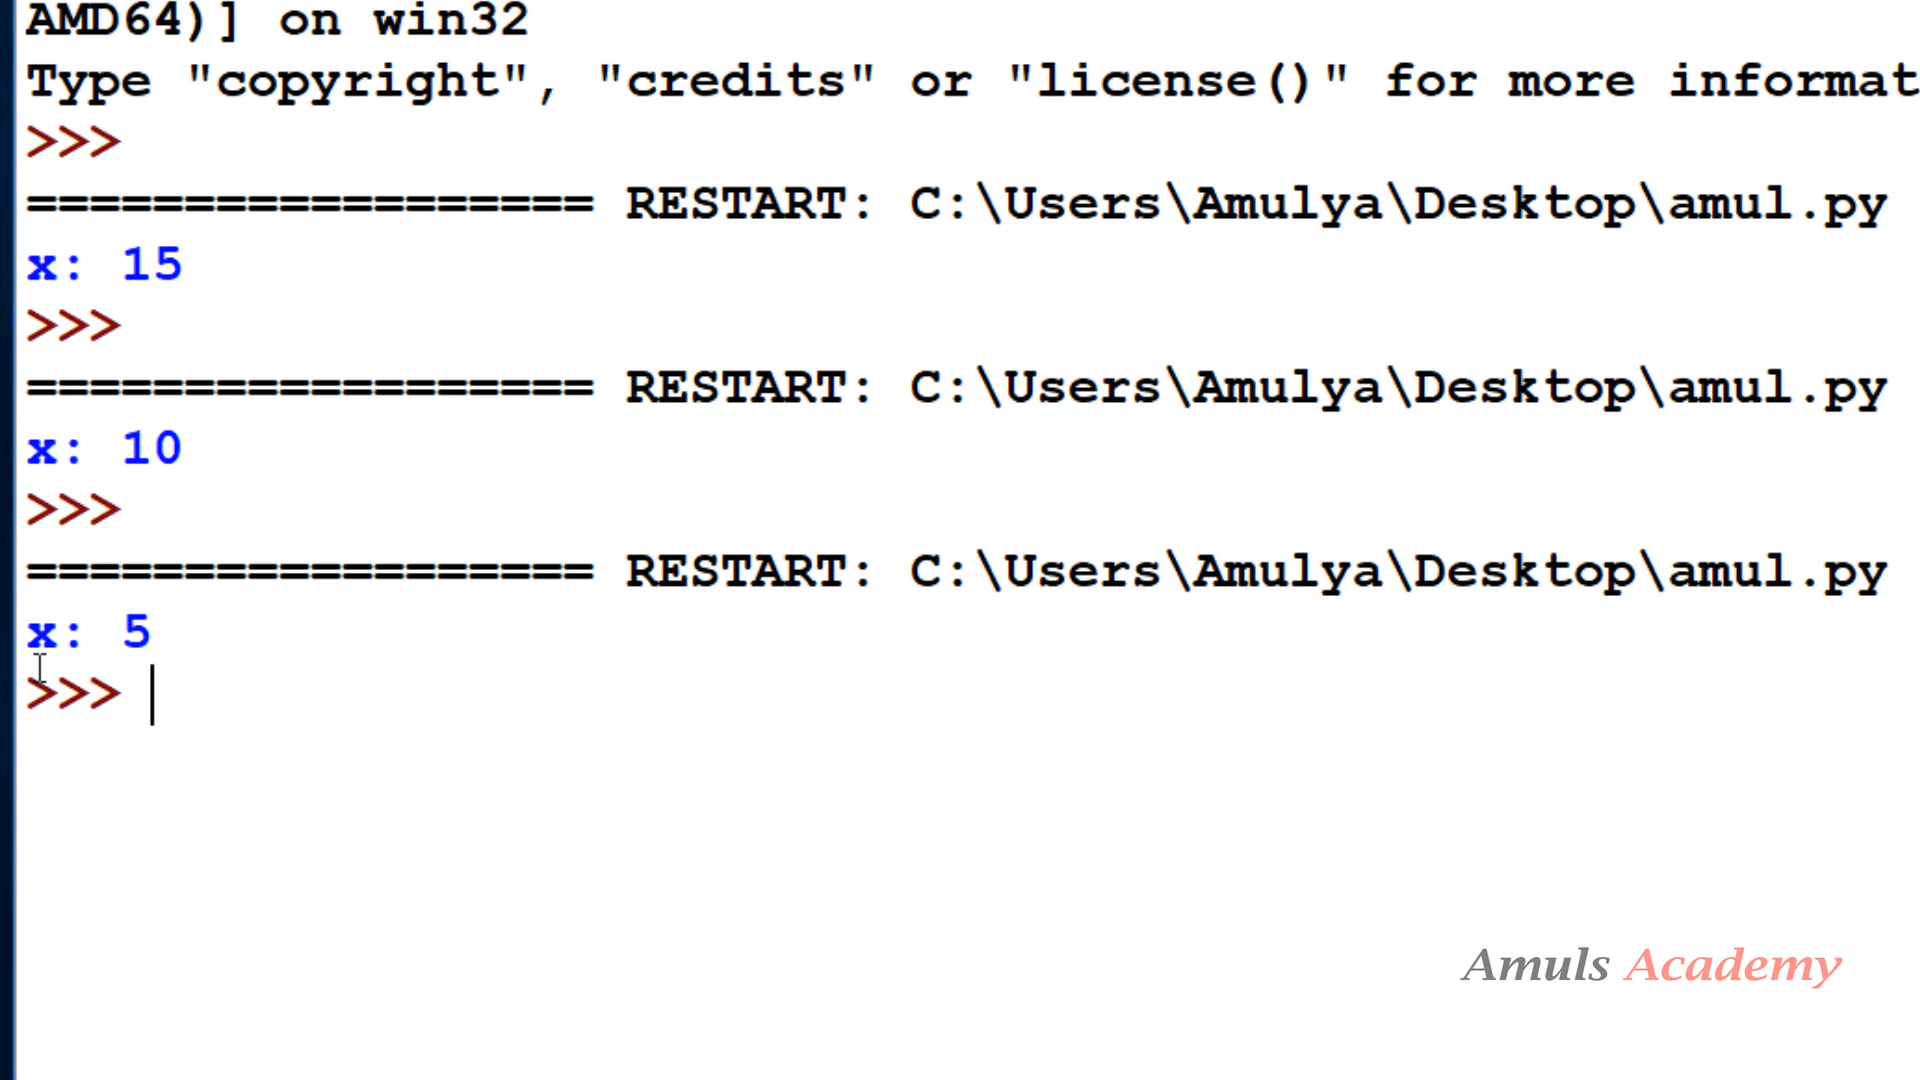 AMD64)] on win32
Type "copyright", "credits" or "license()" for more informat
>>>
================== RESTART: C:\Users\Amulya\Desktop\amul.py
x: 15
>>>
================== RESTART: C:\Users\Amulya\Desktop\amul.py
x: 10
>>>
================== RESTART: C:\Users\Amulya\Desktop\amul.py
x: 5
>>>
Amuls Academy